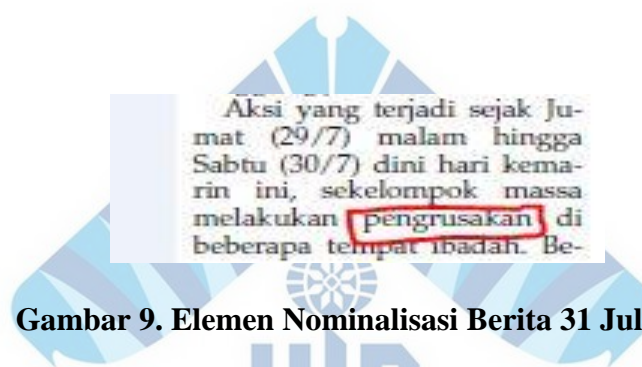 Aksi yang terjadi sejak Ju-
mat (29/7) malam hingga
Sabtu (30/7) dini hari kema-
rin ini, sekelompok massa
melakukan pengrusakan di
beberapa tempat ibadah. Be-
Gambar 9. Elemen Nominalisasi Berita 31 Jul